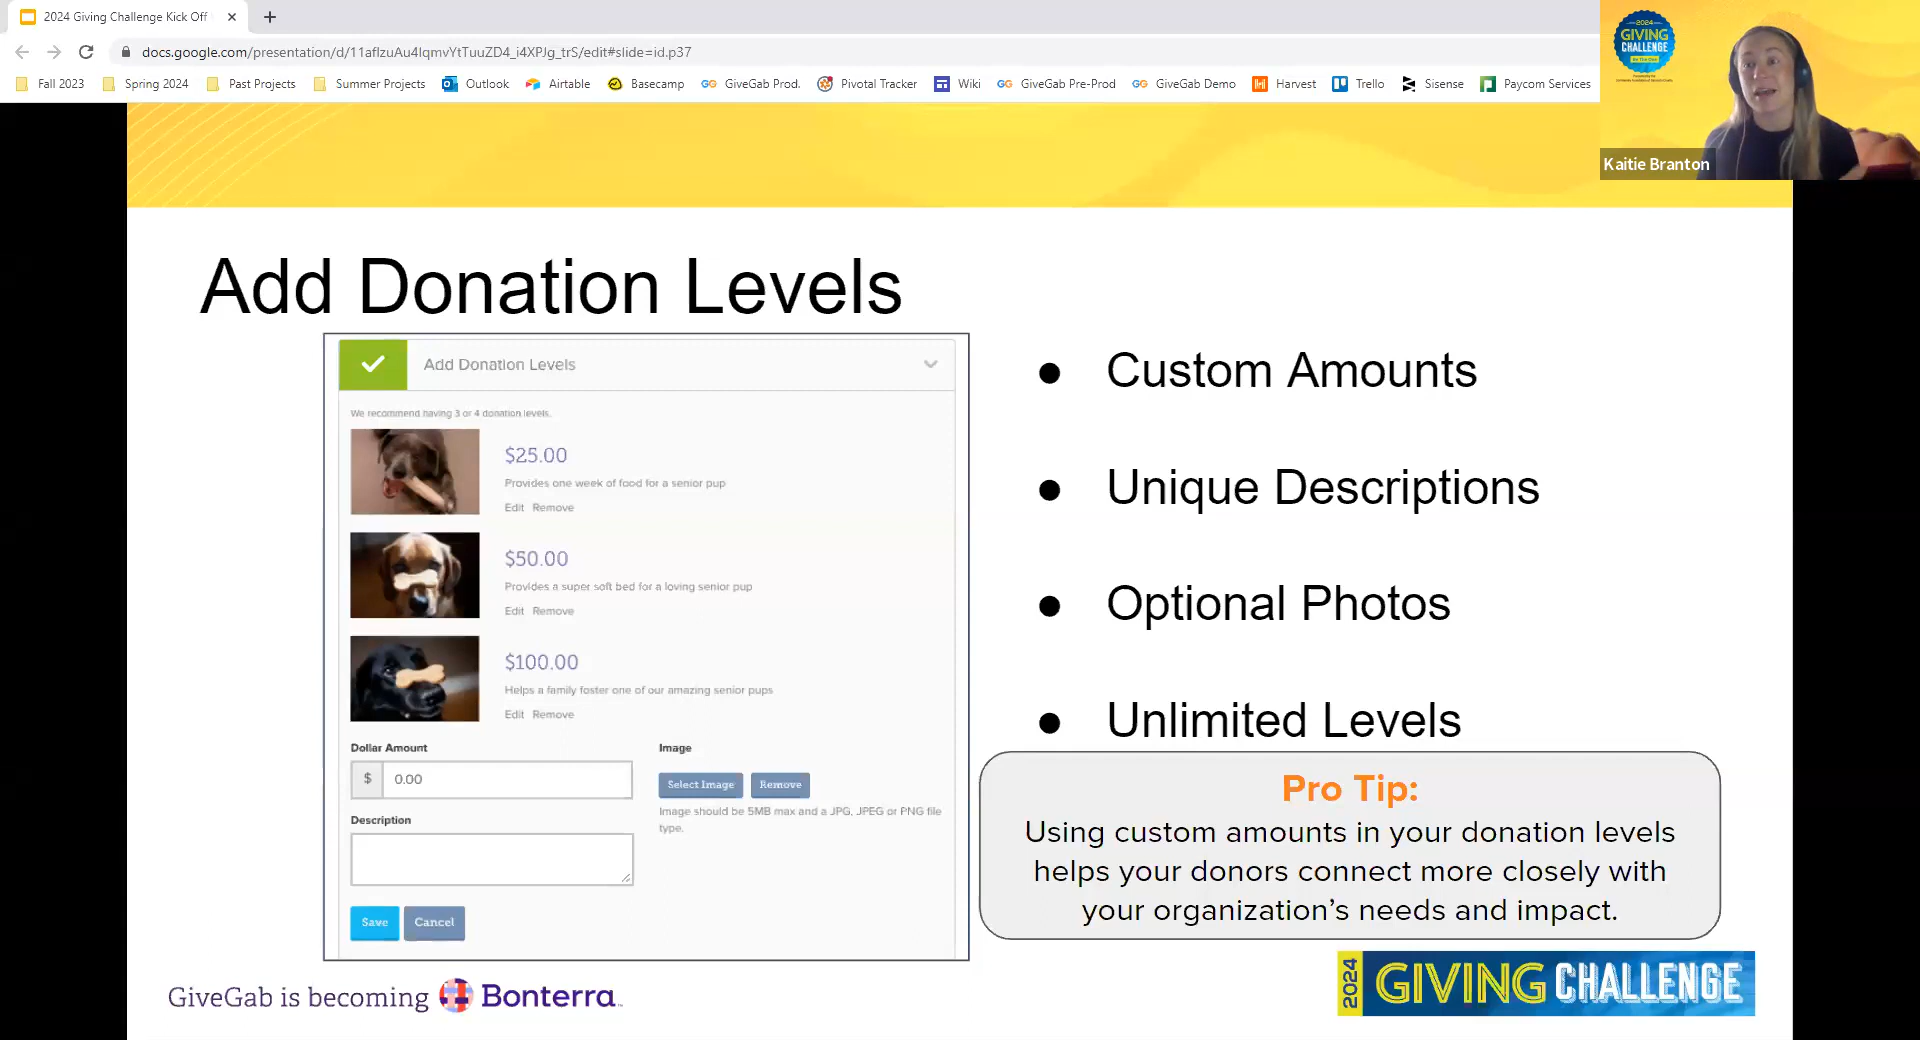 2024 Giving Challenge Kick Off
docs.google.com/presentation/d/11aflzuAu4lqmvYtTuuZD4_i4XPJg_trS/edit#slide=id.p37
Fall 2023
Spring 2024
Past Projects
Summer Projects
Outlook
Airtable
Basecamp
GiveGab Prod.
Pivotal Tracker
Wiki
GiveGab Pre-Prod
GiveGab Demo
Harvest
Trello
Sisense
Paycom Services
2024
GIVING
CHALLENGE
Be The One
Kaitie Branton
Add Donation Levels
Add Donation Levels
We recommend having 3 or 4 donation levels.
$25.00
Provides one week of food for a senior pup
Edit Remove
$50.00
Provides a super soft bed for a loving senior pup
Edit Remove
$100.00
Helps a family foster one of our amazing senior pups
Edit Remove
Dollar Amount
$ 0.00
Description
Save Cancel
Image
Select Image Remove
Image should be 5MB max and a JPG, JPEG or PNG file
type.
● Custom Amounts
● Unique Descriptions
● Optional Photos
● Unlimited Levels
Pro Tip:
Using custom amounts in your donation levels
helps your donors connect more closely with
your organization's needs and impact.
GiveGab is becoming Bonterra™
2024 GIVING CHALLENGE